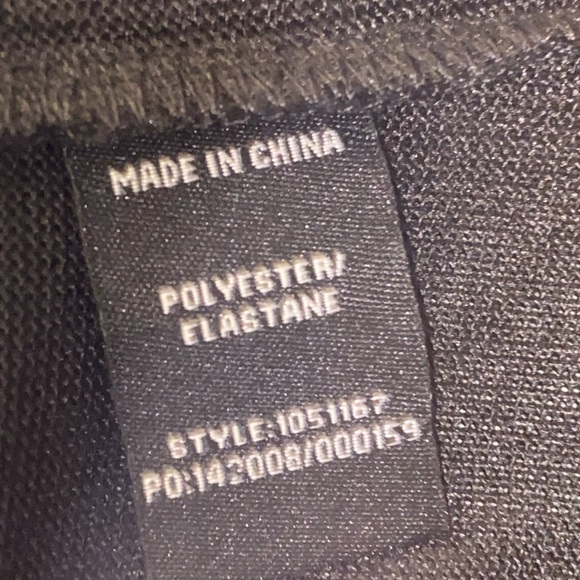 MADE IN CHINA
POLYESTER/
ELASTANE
STYLE:1051167
PO:142008/000159